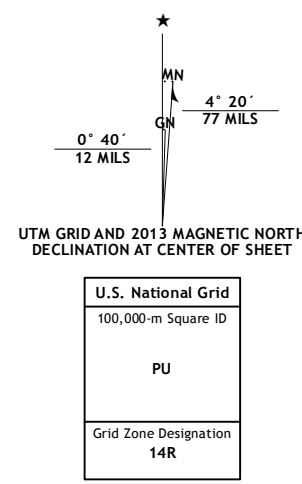 ★
MN
4° 20´
77 MILS
GN
0° 40´
12 MILS
UTM GRID AND 2013 MAGNETIC NORTH
DECLINATION AT CENTER OF SHEET
U.S. National Grid
100,000-m Square ID
PU
Grid Zone Designation
14R